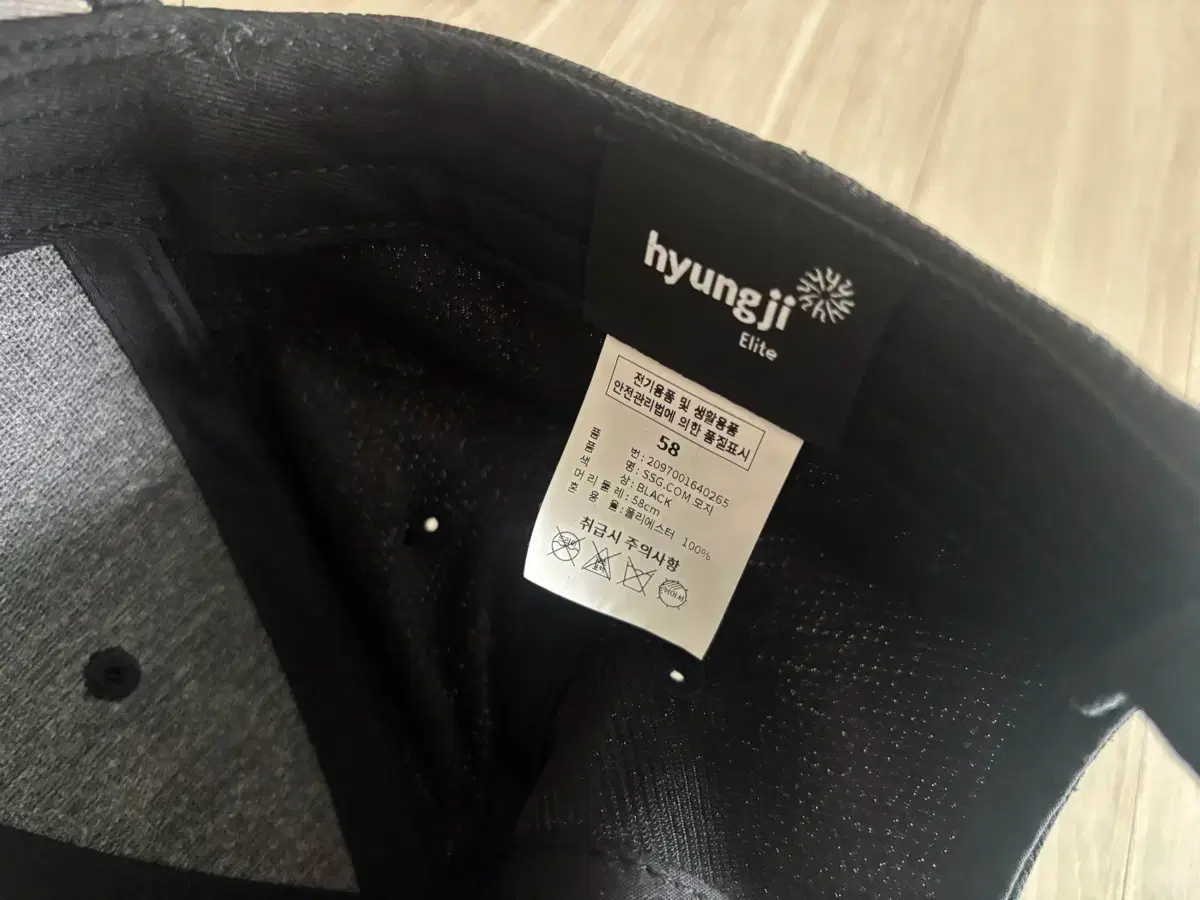 hyungji
Elite
전기용품 및 생활용품
안전관리법에 의한 품질표시
58
품 번 : 2097001640265
품 명 : SSG.COM 모자
색 상 : BLACK
머 리 둘 레 : 58cm
혼 용 율 : 폴리에스터 100%
취급시 주의사항